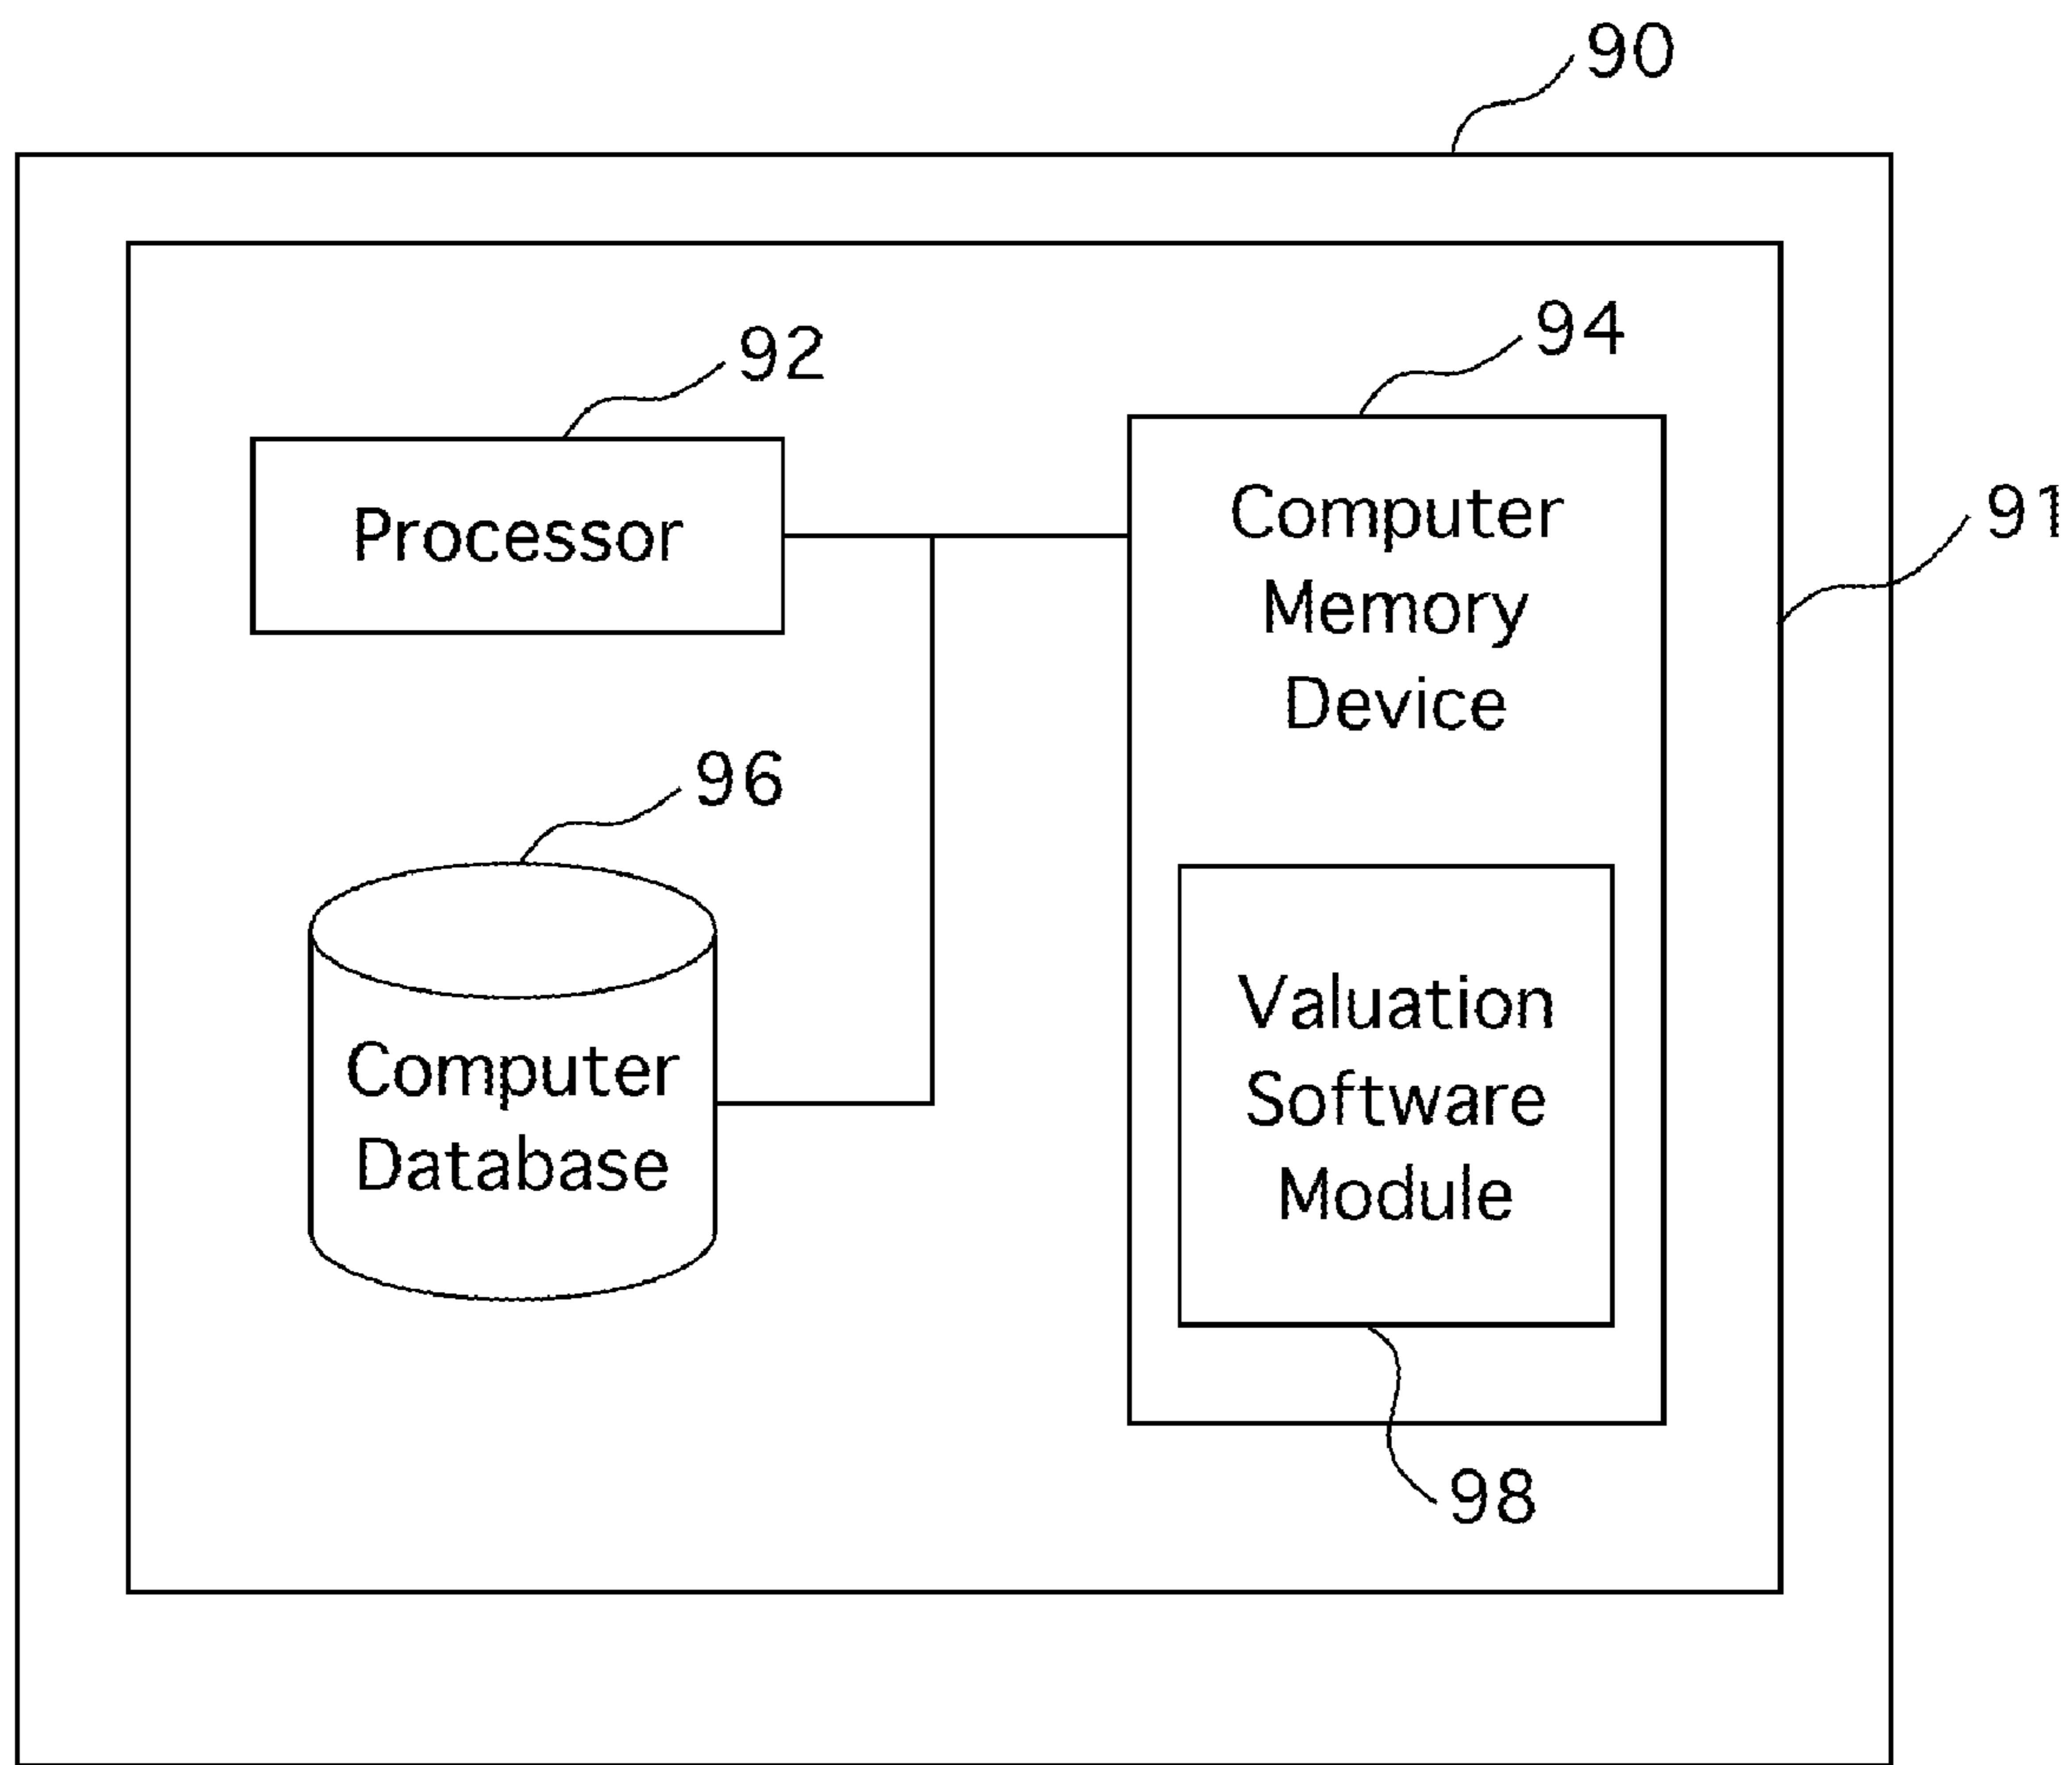 90
94
92
91
Processor
Computer
Memory
Device
96
Computer
Database
Valuation
Software
Module
98